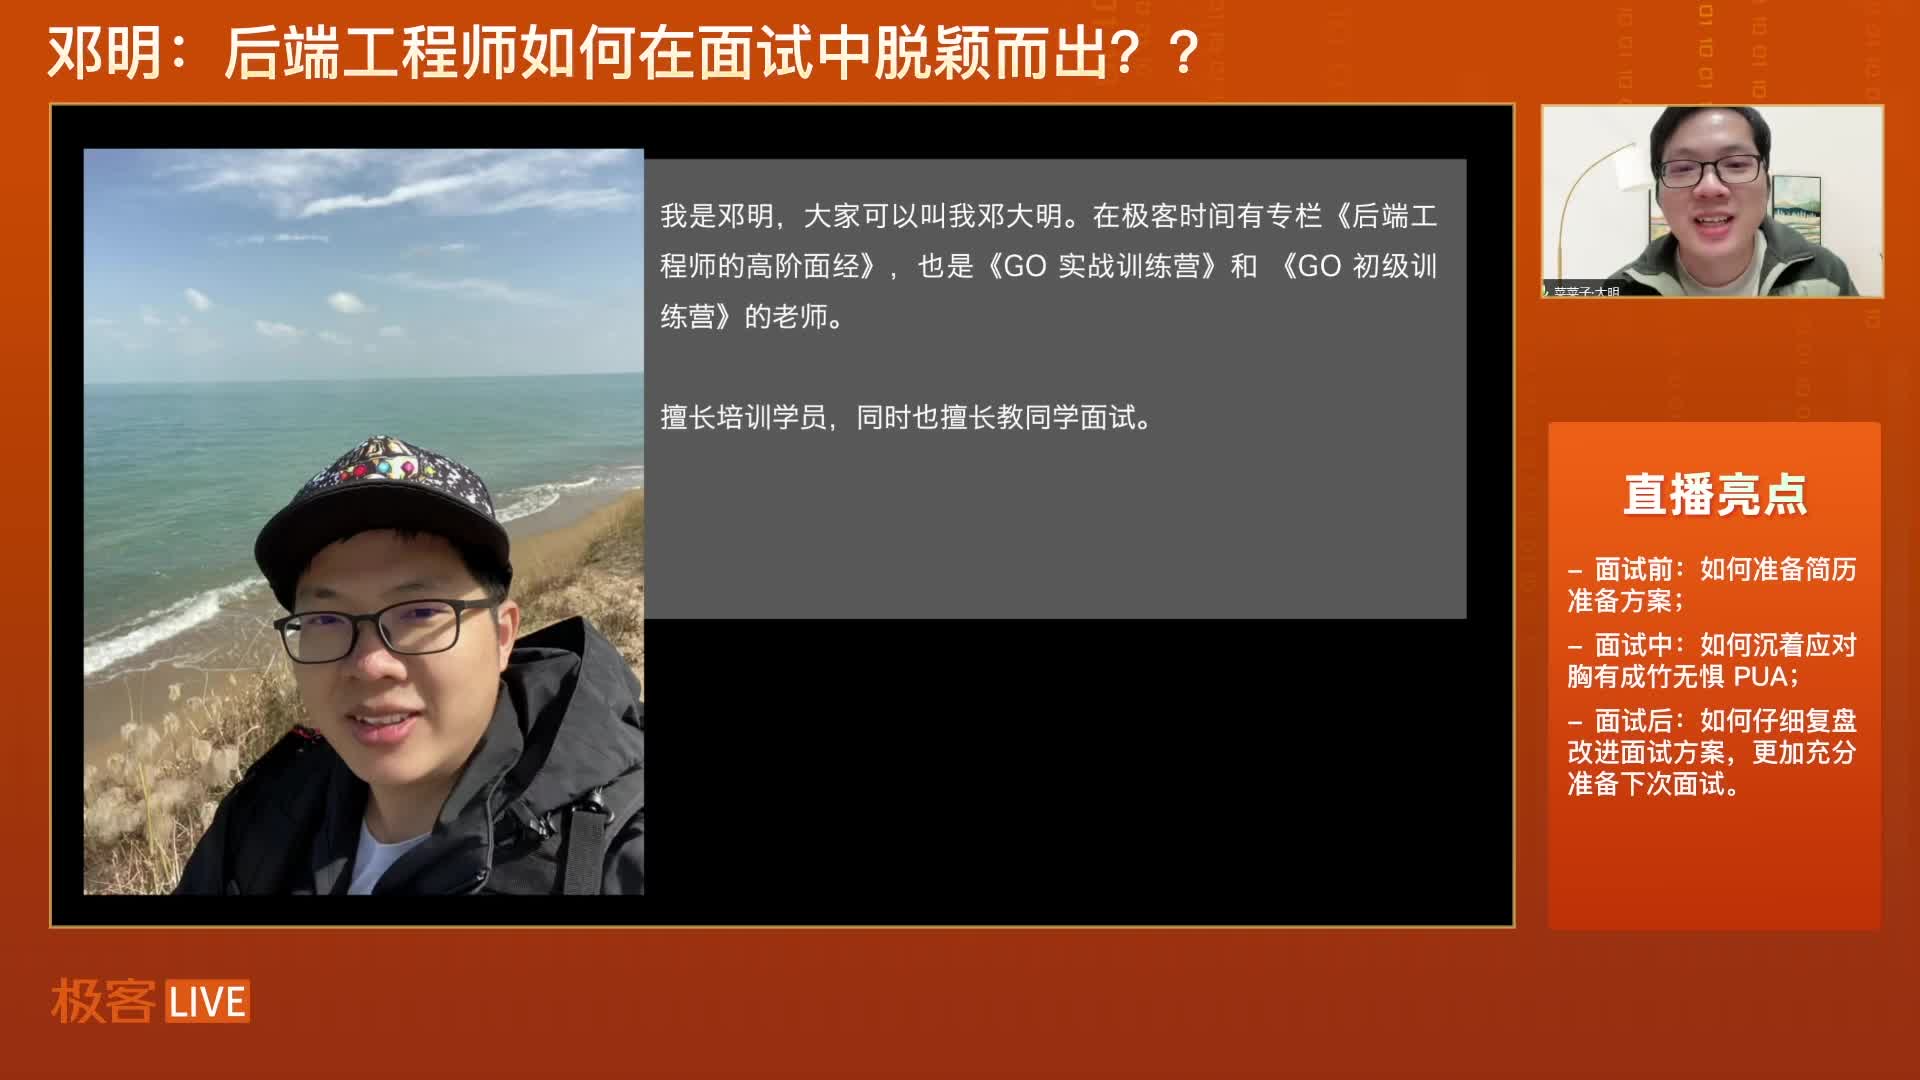 邓明：后端工程师如何在面试中脱颖而出？？
我是邓明，大家可以叫我邓大明。在极客时间有专栏《后端工
程师的高阶面经》，也是《GO 实战训练营》和 《GO 初级训
练营》的老师。
擅长培训学员，同时也擅长教同学面试。
菜菜子·大明
直播亮点
– 面试前：如何准备简历
准备方案；
– 面试中：如何沉着应对
胸有成竹无惧 PUA；
– 面试后：如何仔细复盘
改进面试方案，更加充分
准备下次面试。
极客 LIVE